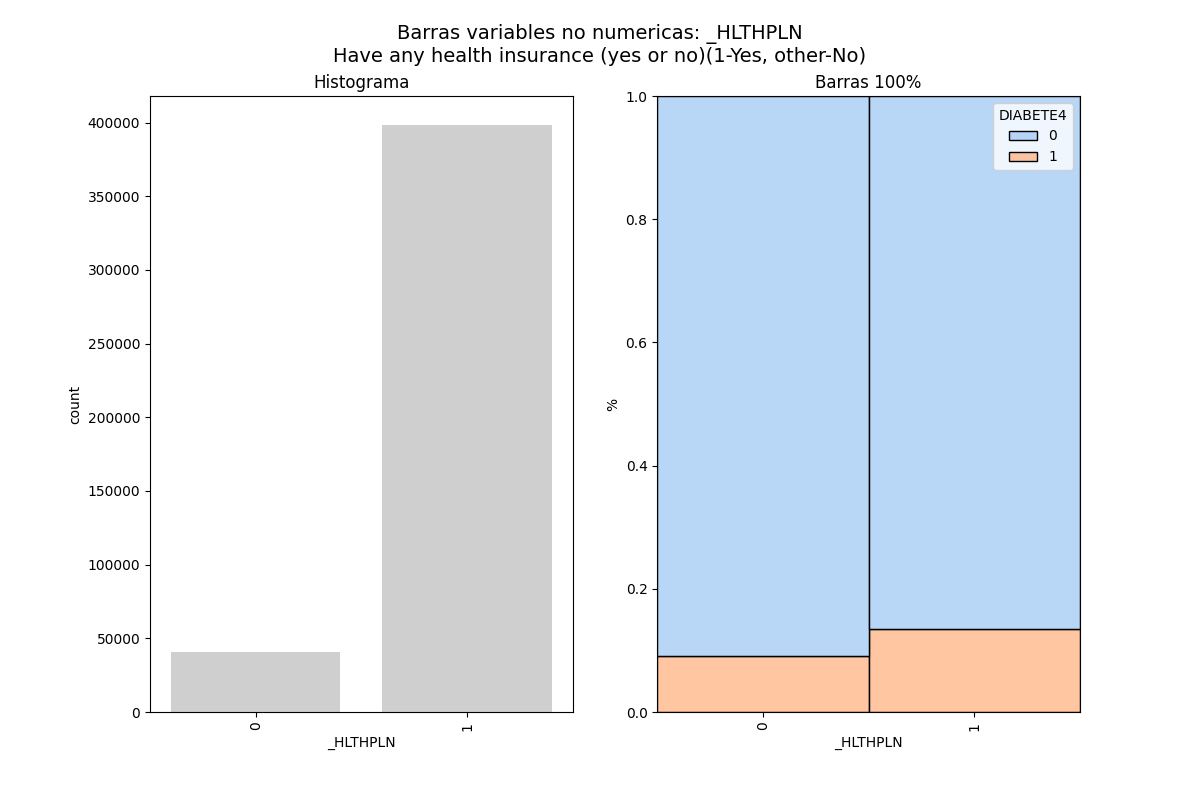 Barras variables no numericas: _HLTHPLN
Have any health insurance (yes or no)(1-Yes, other-No)
Histograma
400000
350000
300000
250000
200000
150000
100000
50000
0
count
0
1
_HLTHPLN
Barras 100%
1.0
0.8
0.6
0.4
0.2
0.0
%
DIABETE4
0
1
0
1
_HLTHPLN